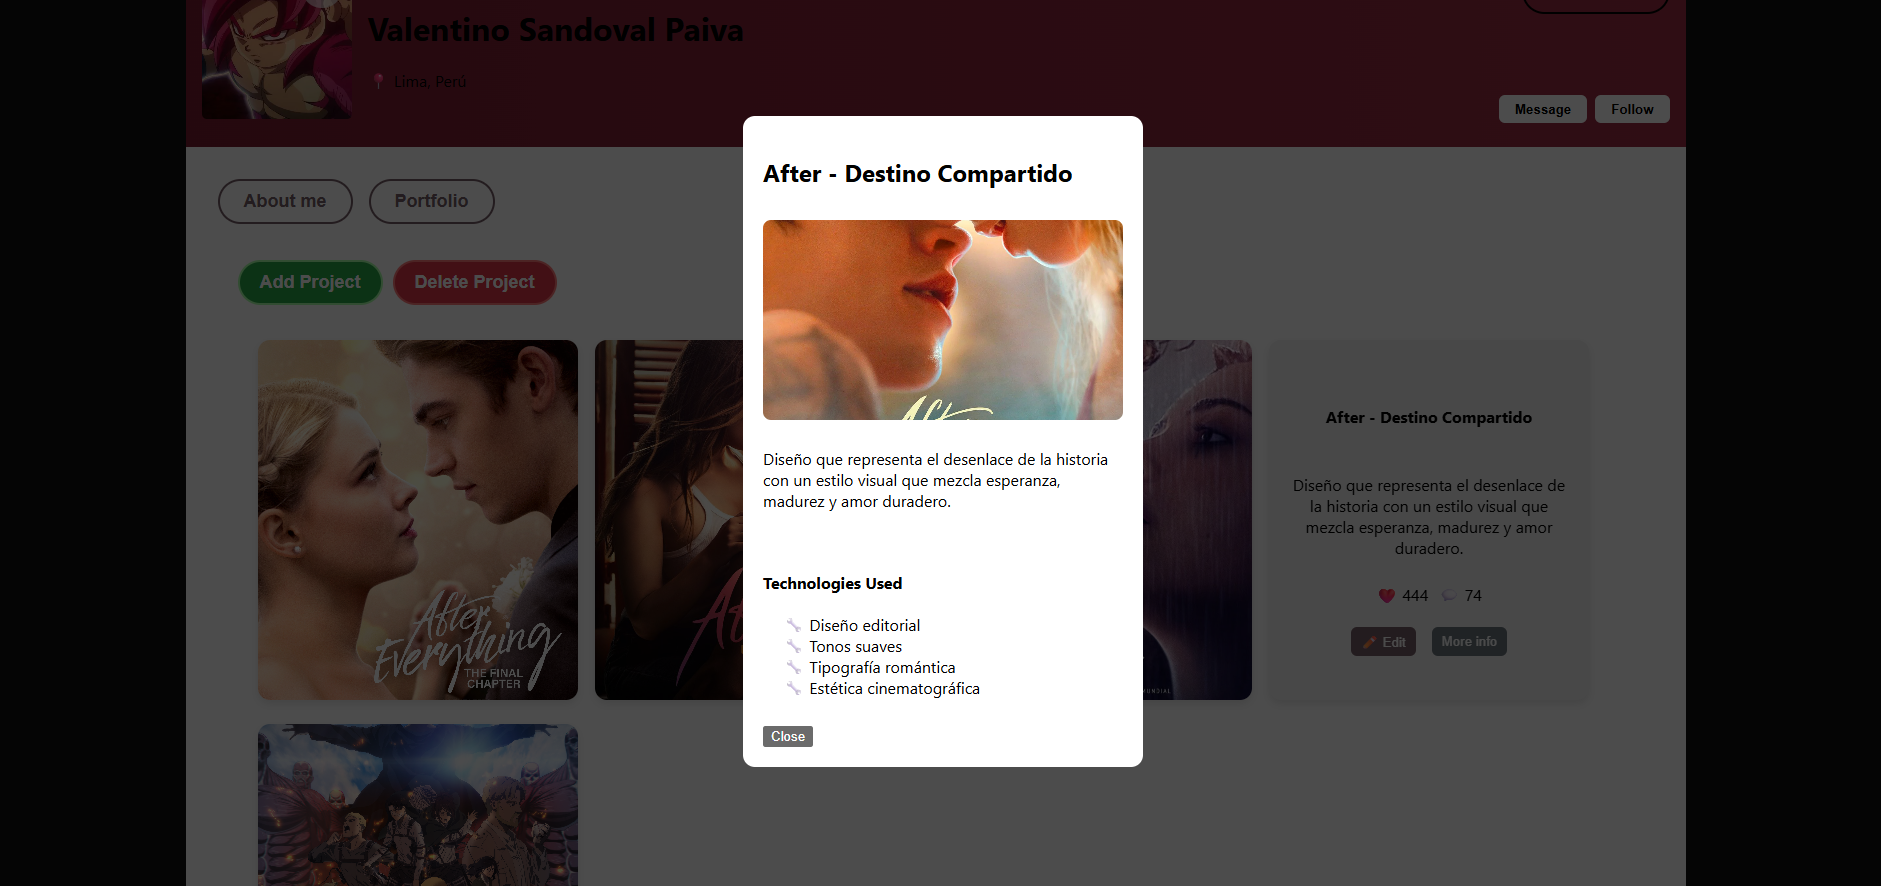 Valentino Sandoval Paiva
Lima, Perú
Message
Follow
About me
Portfolio
Add Project
Delete Project
After Everything
THE FINAL
CHAPTER
After - Destino Compartido
After
Diseño que representa el desenlace de la historia
con un estilo visual que mezcla esperanza,
madurez y amor duradero.
Technologies Used
Diseño editorial
Tonos suaves
Tipografía romántica
Estética cinematográfica
Close
After - Destino Compartido
Diseño que representa el desenlace de
la historia con un estilo visual que
mezcla esperanza, madurez y amor
duradero.
444 74
Edit
More info